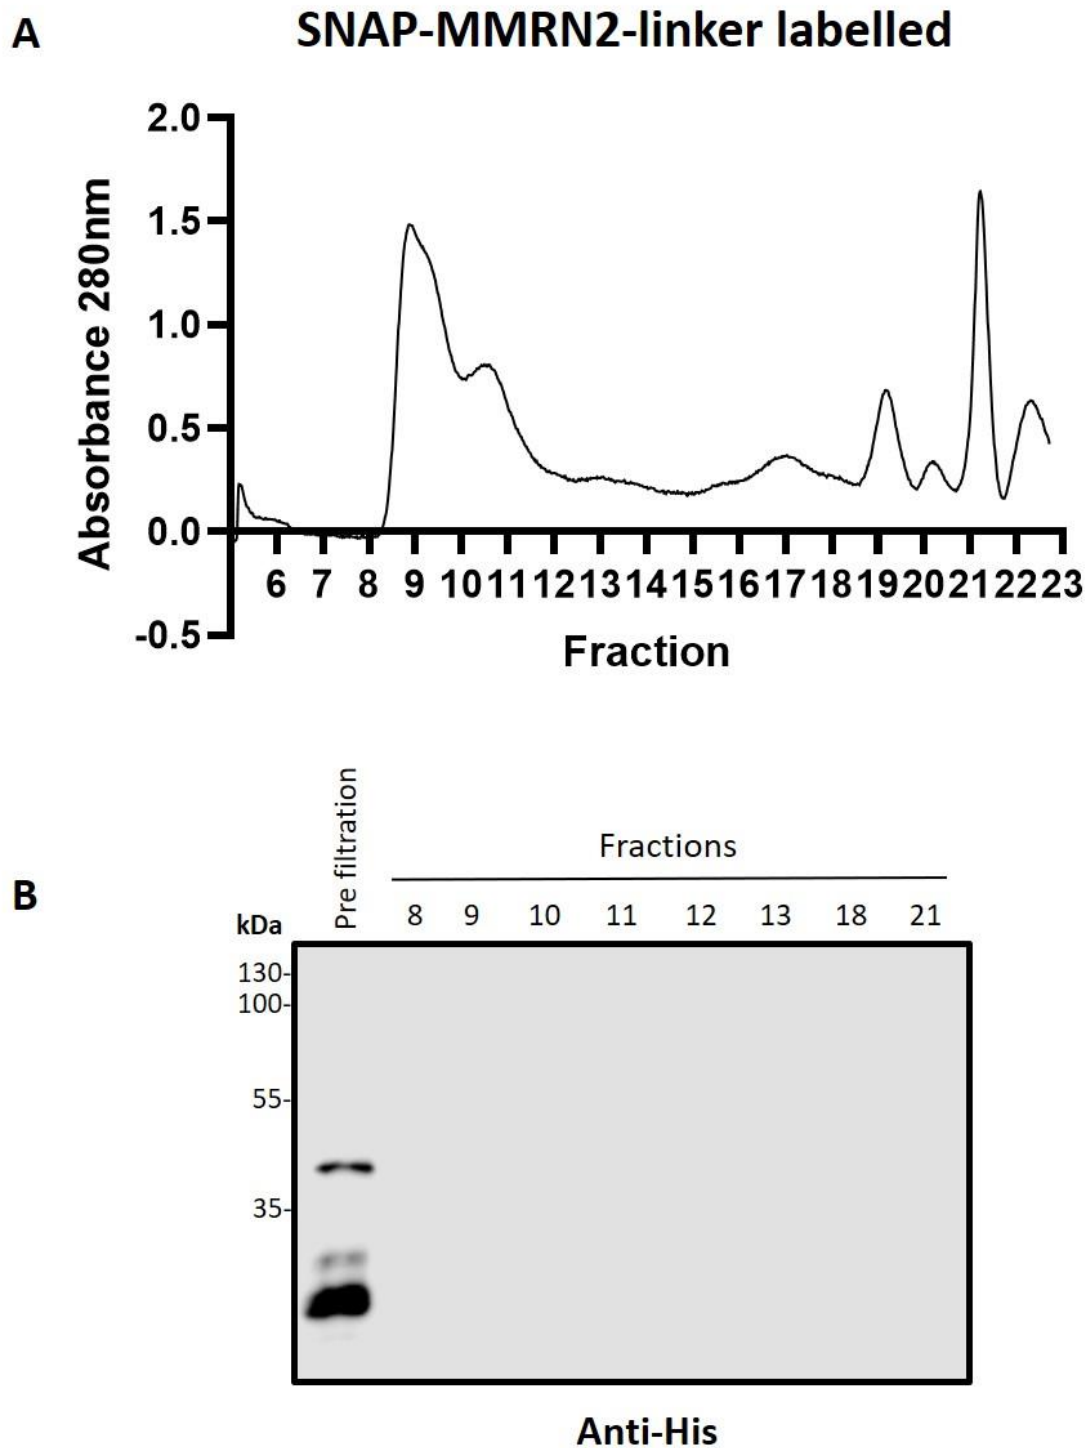 A
SNAP-MMRN2-linker labelled
2.0
1.5
1.0
0.5
0.0
-0.5
Absorbance 280nm
6 7 8 9 10 11 12 13 14 15 16 17 18 19 20 21 22 23
Fraction
B
Pre filtration
Fractions
8 9 10 11 12 13 18 21
kDa
130-
100-
55-
35-
Anti-His